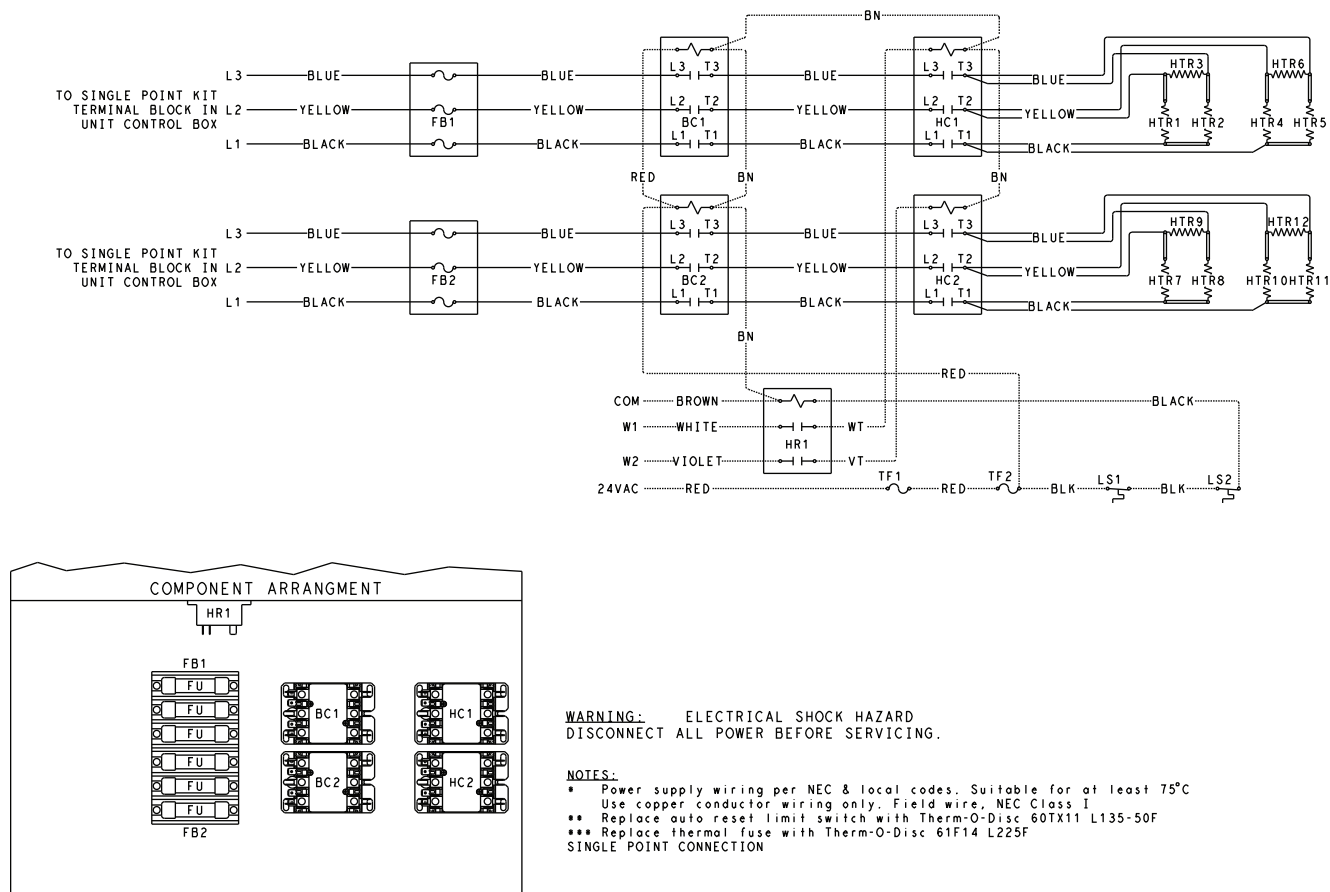 BN
L3 BLUE BLUE L3 T3 BLUE L3 T3 BLUE HTR3 HTR6
TO SINGLE POINT KIT
TERMINAL BLOCK IN L2 YELLOW YELLOW L2 T2 YELLOW L2 T2 YELLOW
UNIT CONTROL BOX
FB1 BC1 HC1 HTR1 HTR2 HTR4 HTR5
L1 BLACK BLACK L1 T1 BLACK L1 T1 BLACK
RED BN BN
L3 BLUE BLUE L3 T3 BLUE L3 T3 BLUE HTR9 HTR12
TO SINGLE POINT KIT
TERMINAL BLOCK IN L2 YELLOW YELLOW L2 T2 YELLOW L2 T2 YELLOW
UNIT CONTROL BOX
FB2 BC2 HC2 HTR7 HTR8 HTR10 HTR11
L1 BLACK BLACK L1 T1 BLACK L1 T1 BLACK
BN
RED
COM BROWN BLACK
W1 WHITE WT
HR1
W2 VIOLET VT
24VAC RED TF1 RED TF2 BLK LS1 BLK LS2
COMPONENT ARRANGMENT
HR1
FB1
FU
FU
FU
FU
FU
FU
FB2
BC1 HC1
BC2 HC2
WARNING: ELECTRICAL SHOCK HAZARD
DISCONNECT ALL POWER BEFORE SERVICING.
NOTES:
* Power supply wiring per NEC & local codes. Suitable for at least 75°C
Use copper conductor wiring only. Field wire, NEC Class I
** Replace auto reset limit switch with Therm-O-Disc 60TX11 L135-50F
*** Replace thermal fuse with Therm-O-Disc 61F14 L225F
SINGLE POINT CONNECTION